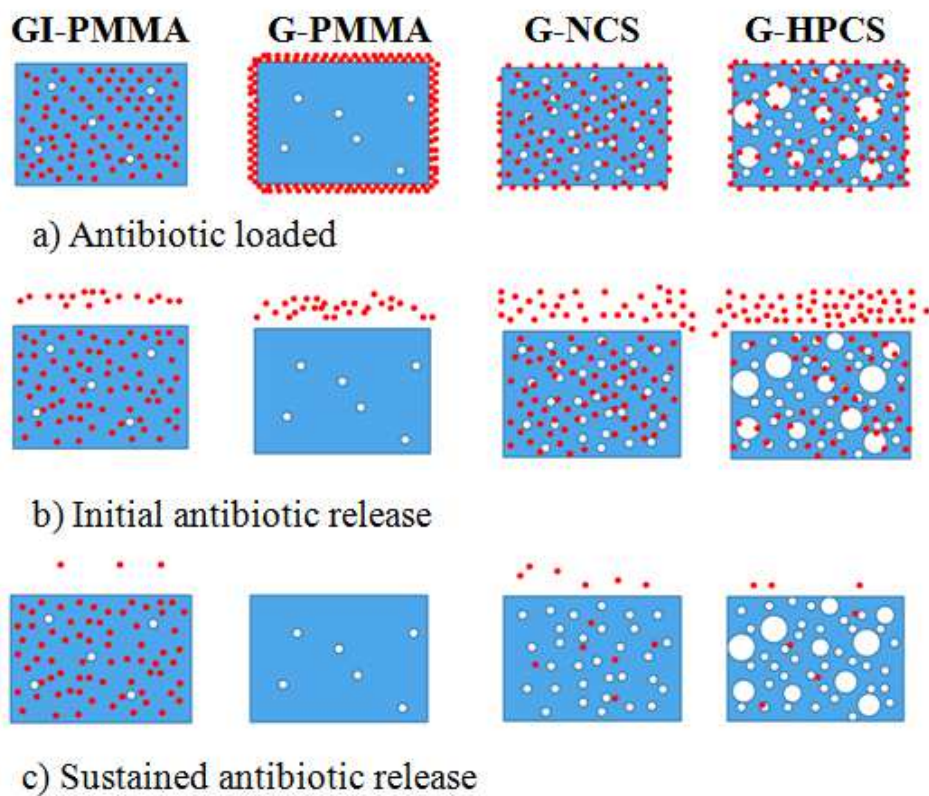 GI-PMMA G-PMMA G-NCS G-HPCS
a) Antibiotic loaded
b) Initial antibiotic release
c) Sustained antibiotic release